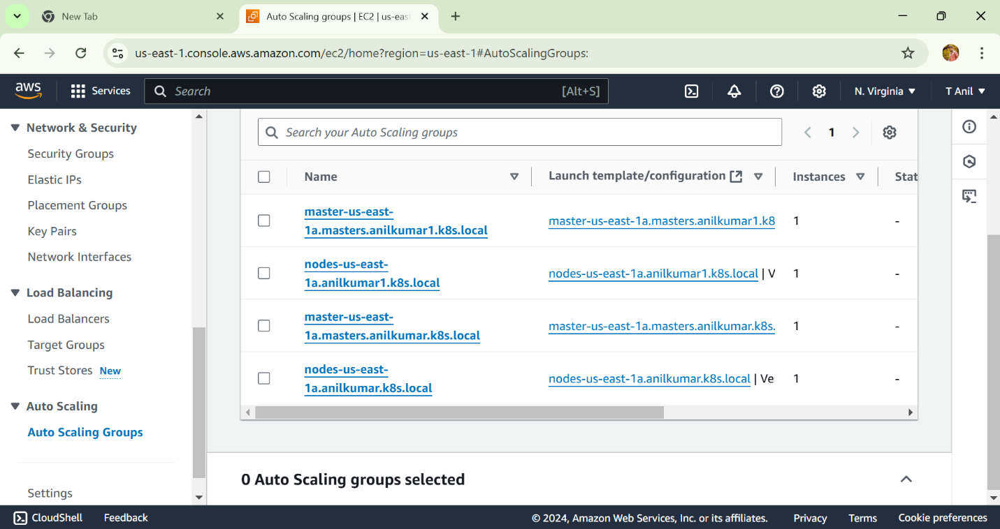 New Tab
Auto Scaling groups | EC2 | us-eas
us-east-1.console.aws.amazon.com/ec2/home?region=us-east-1#AutoScalingGroups:
aws
Services
Search
[Alt+S]
N. Virginia
T Anil
Network & Security
Security Groups
Elastic IPs
Placement Groups
Key Pairs
Network Interfaces
Load Balancing
Load Balancers
Target Groups
Trust Stores New
Auto Scaling
Auto Scaling Groups
Settings
Search your Auto Scaling groups
1
Name
Launch template/configuration
Instances
Stat
master-us-east-
1a.masters.anilkumar1.k8s.local
master-us-east-1a.masters.anilkumar1.k8
1
-
nodes-us-east-
1a.anilkumar1.k8s.local
nodes-us-east-1a.anilkumar1.k8s.local | V
1
-
master-us-east-
1a.masters.anilkumar.k8s.local
master-us-east-1a.masters.anilkumar.k8s.
1
-
nodes-us-east-
1a.anilkumar.k8s.local
nodes-us-east-1a.anilkumar.k8s.local | Ve
1
-
0 Auto Scaling groups selected
CloudShell
Feedback
© 2024, Amazon Web Services, Inc. or its affiliates.
Privacy
Terms
Cookie preferences